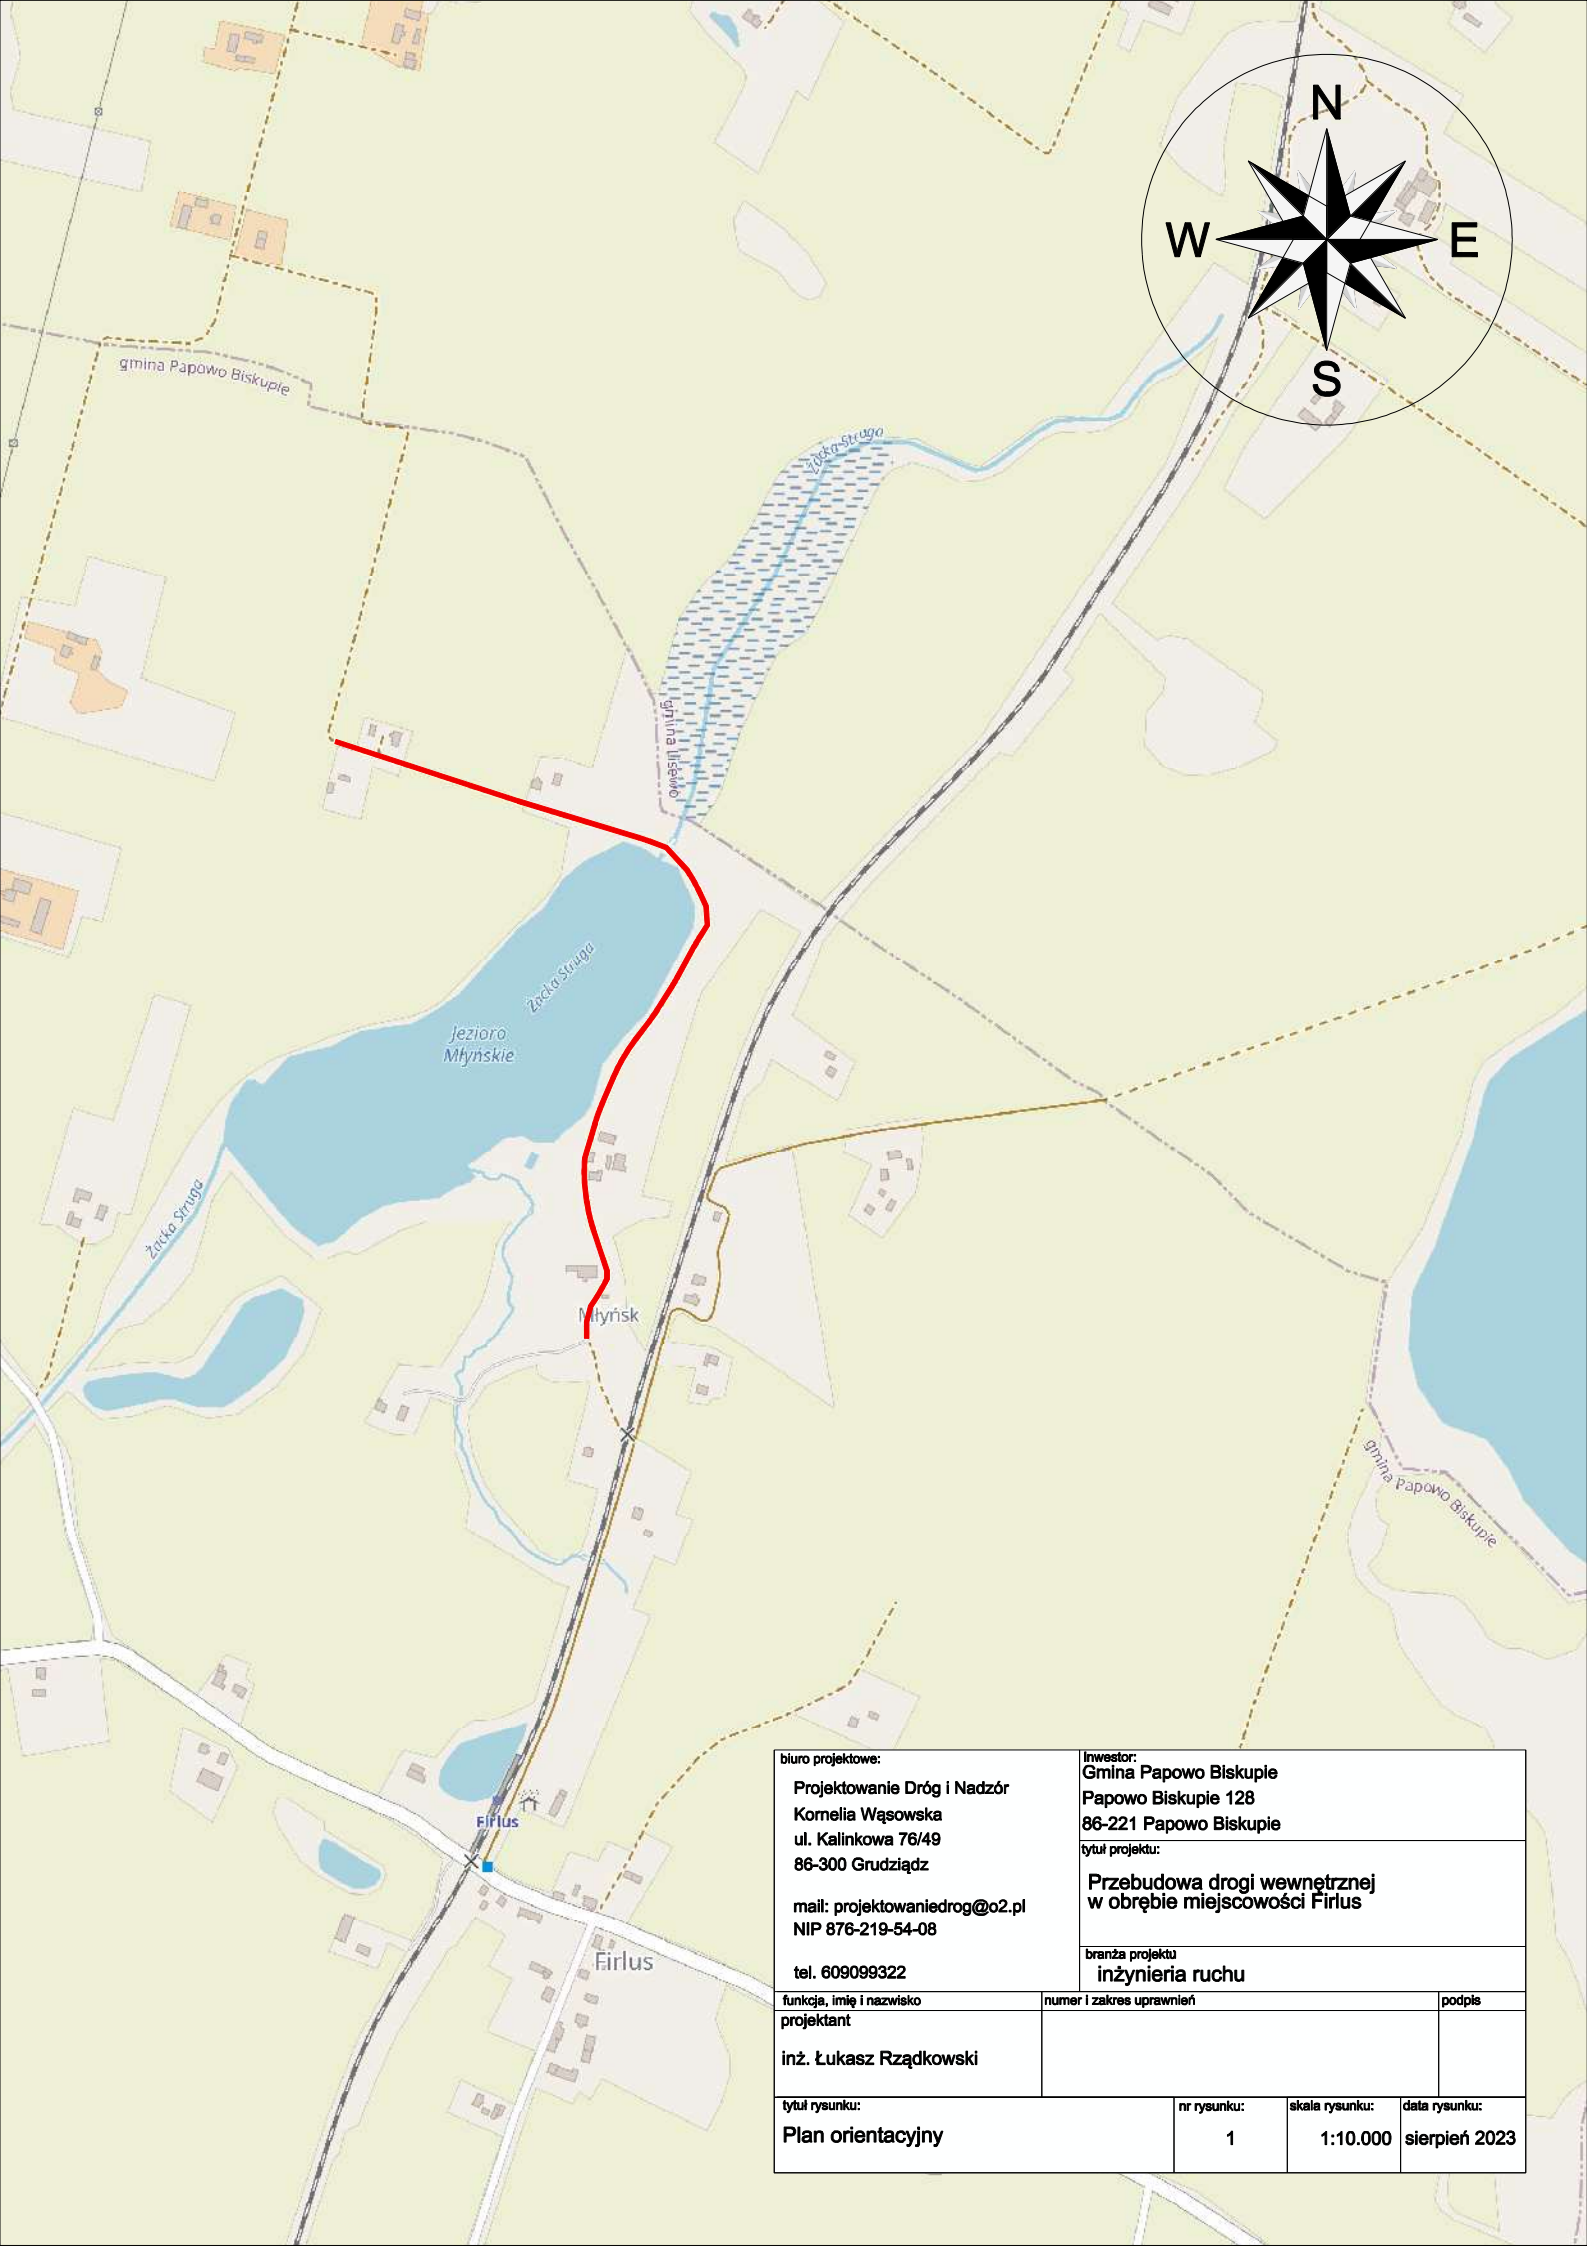 N
W
E
S
gmina Papowo Biskupie
Żacka Struga
gmina Lisewo
Żacka Struga
Jezioro
Młyńskie
Żacka Struga
Młyńsk
gmina Papowo Biskupie
Firlus
Firlus
biuro projektowe:
Projektowanie Dróg i Nadzór
Kornelia Wąsowska
ul. Kalinkowa 76/49
86-300 Grudziądz
mail: projektowaniedrog@o2.pl
NIP 876-219-54-08
tel. 609099322
inwestor:
Gmina Papowo Biskupie
Papowo Biskupie 128
86-221 Papowo Biskupie
tytuł projektu:
Przebudowa drogi wewnętrznej
w obrębie miejscowości Firlus
branża projektu
inżynieria ruchu
funkcja, imię i nazwisko
numer i zakres uprawnień
podpis
projektant
inż. Łukasz Rządkowski
tytuł rysunku:
nr rysunku:
skala rysunku:
data rysunku:
Plan orientacyjny
1
1:10.000
sierpień 2023